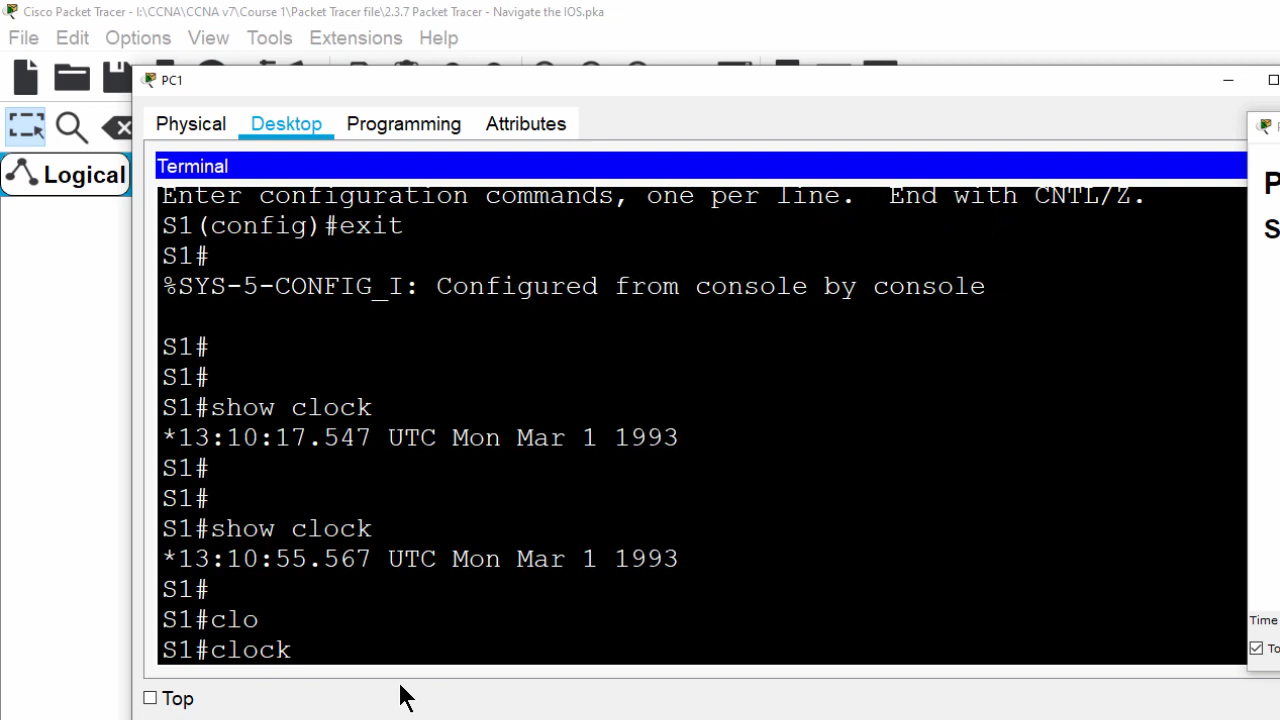 Cisco Packet Tracer - I:\CCNA\CCNA v7\Course 1\Packet Tracer file\2.3.7 Packet Tracer - Navigate the IOS.pka
File Edit Options View Tools Extensions Help
PC1
Physical Desktop Programming Attributes
Logical
Terminal
Enter configuration commands, one per line.  End with CNTL/Z.
S1(config)#exit
S1#
%SYS-5-CONFIG_I: Configured from console by console
S1#
S1#
S1#show clock
*13:10:17.547 UTC Mon Mar 1 1993
S1#
S1#
S1#show clock
*13:10:55.567 UTC Mon Mar 1 1993
S1#
S1#clo
S1#clock
Time
Top